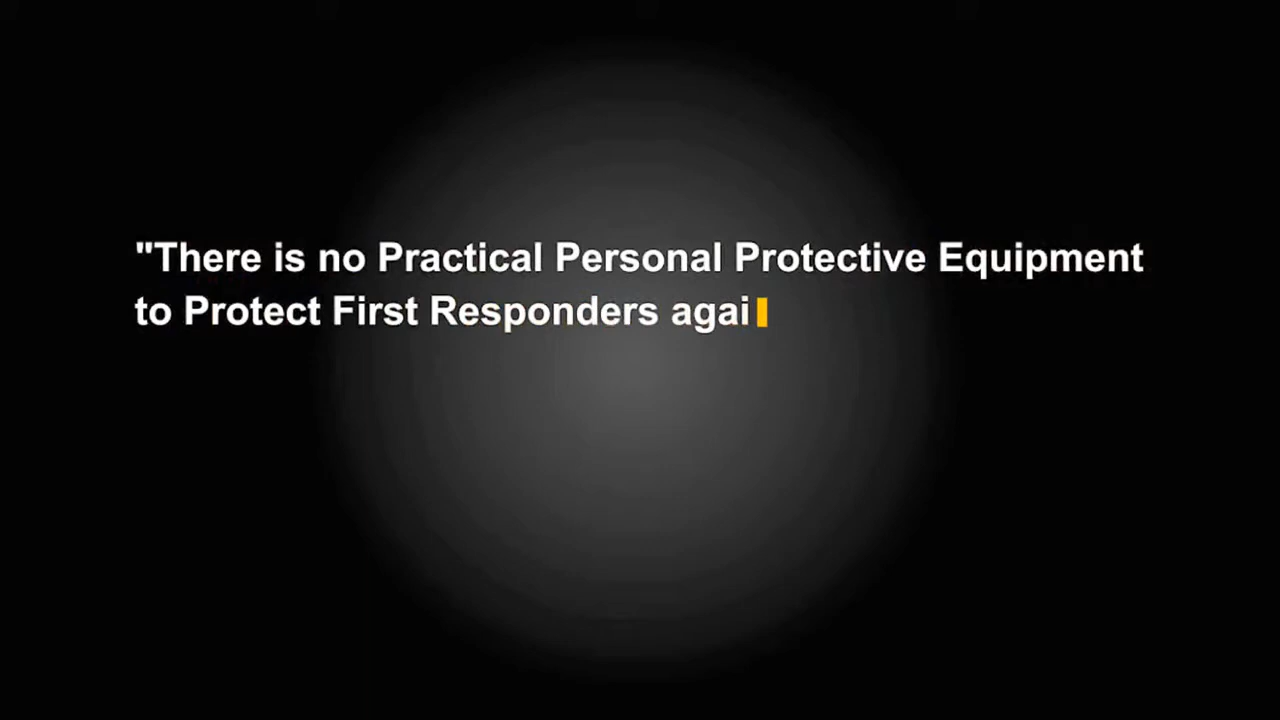 "There is no Practical Personal Protective Equipment
to Protect First Responders agai